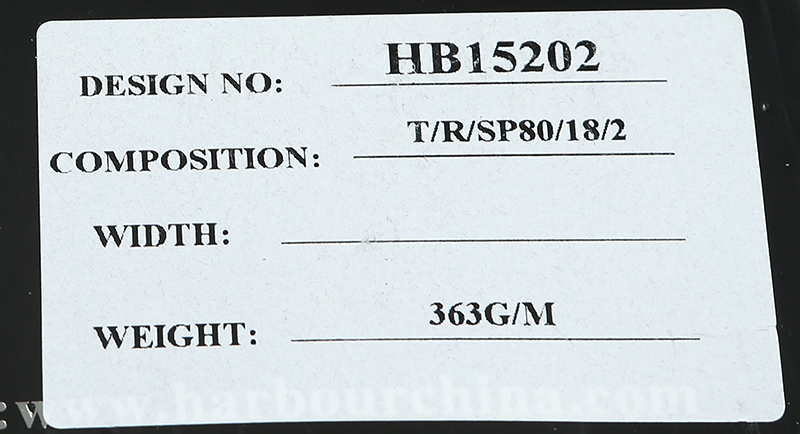 DESIGN NO: HB15202
COMPOSITION: T/R/SP80/18/2
WIDTH:
WEIGHT: 363G/M
:www.harbourchina.com